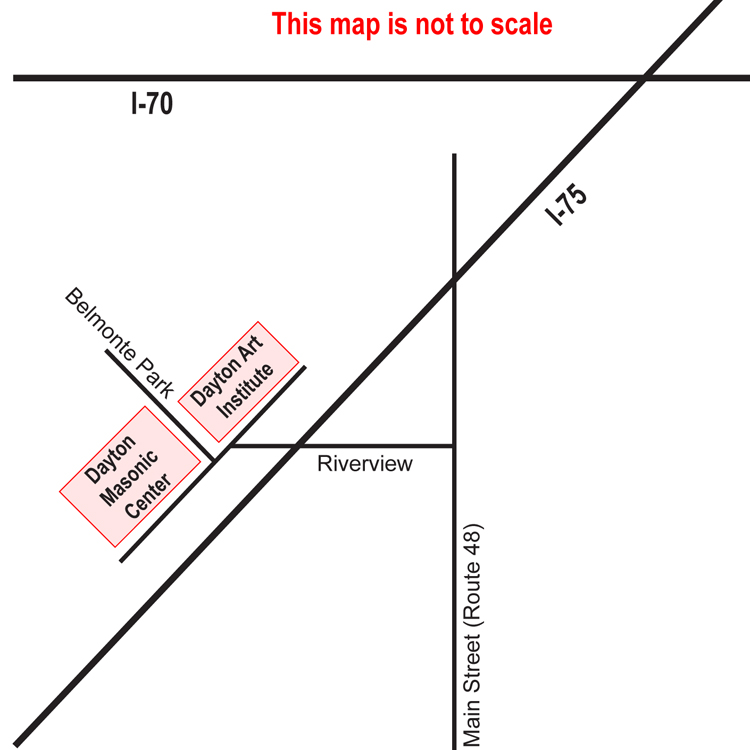 This map is not to scale
I-70
I-75
Belmonte Park
Dayton Art
Institute
Dayton
Masonic
Center
Riverview
Main Street (Route 48)